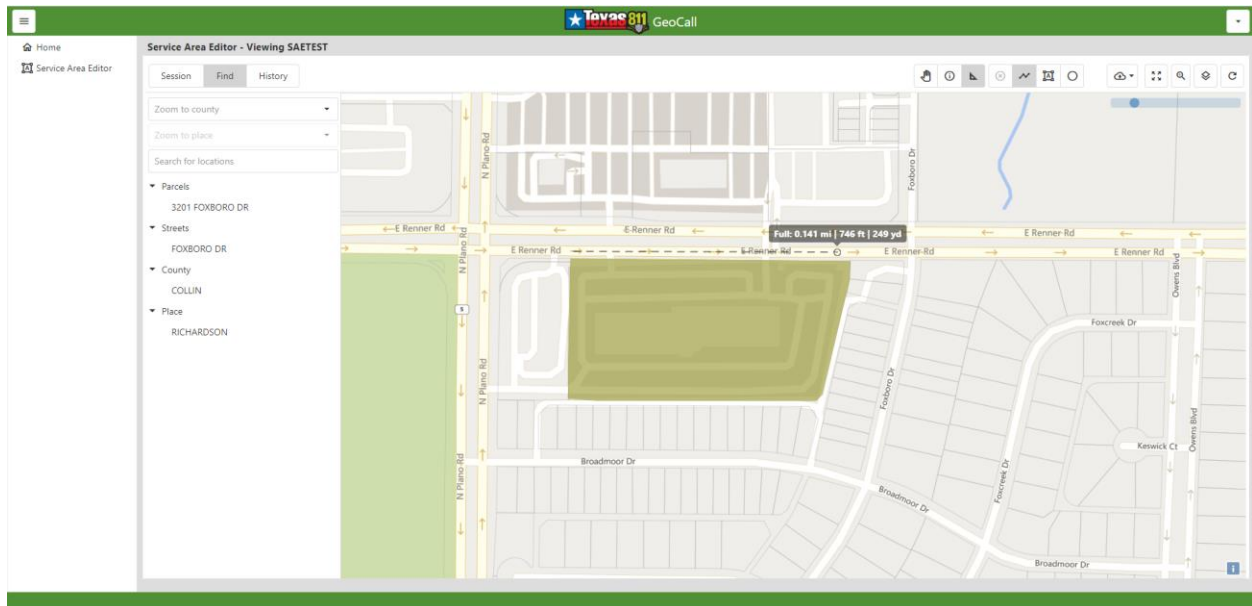 Texas 811 GeoCall
Home
Service Area Editor
Service Area Editor - Viewing SAETEST
Session Find History
Zoom to county
Zoom to place
Search for locations
Parcels
3201 FOXBORO DR
Streets
FOXBORO DR
County
COLLIN
Place
RICHARDSON
N Plano Rd
Foxboro Dr
E Renner Rd
E Renner Rd
E Renner Rd
Full: 0.141 mi | 746 ft | 249 yd
N Plano Rd
E Renner Rd
E Renner Rd
E Renner Rd
E Renner Rd
Owens Blvd
5
Foxcreek Dr
N Plano Rd
Foxboro Dr
Owens Blvd
Keswick Ct
N Plano Rd
Broadmoor Dr
Foxcreek Dr
Broadmoor Dr
Broadmoor Dr